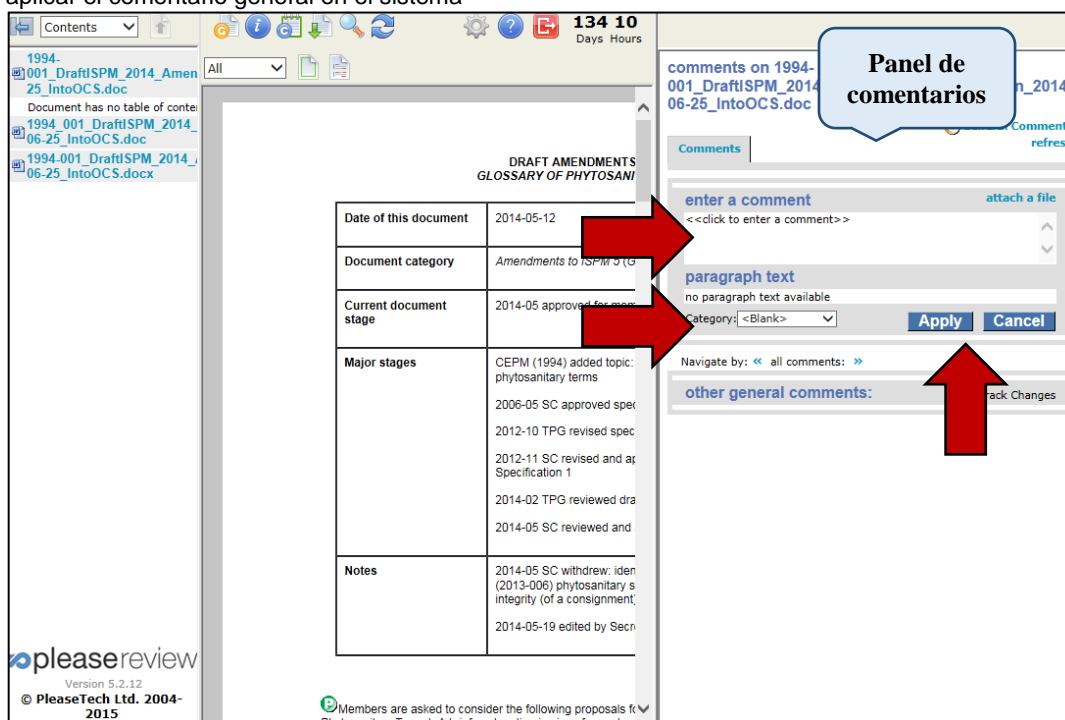 aplicar el comentario general en el sistema
Contents
134 10
Days Hours
1994-
001_DraftISPM_2014_Amen
25_IntoOCS.doc
Document has no table of conte
1994_001_DraftISPM_2014_
06-25_IntoOCS.doc
1994-001_DraftISPM_2014_
06-25_IntoOCS.docx
pleasereview
Version 5.2.12
© PleaseTech Ltd. 2004-
2015
All
DRAFT AMENDMENTS
GLOSSARY OF PHYTOSANI
Date of this document 2014-05-12
Document category Amendments to ISPM 5 (G
Current document
stage
2014-05 approved for mem
Major stages
CEPM (1994) added topic:
phytosanitary terms
2006-05 SC approved spec
2012-10 TPG revised spec
2012-11 SC revised and ap
Specification 1
2014-02 TPG reviewed dra
2014-05 SC reviewed and
Notes
2014-05 SC withdrew: iden
(2013-006) phytosanitary s
integrity (of a consignment)
2014-05-19 edited by Secre
Members are asked to consider the following proposals fo
comments on 1994-
001_DraftISPM_2014
n_2014
06-25_IntoOCS.doc
Panel de
comentarios
Comment
refres
Comments
enter a comment attach a file
<<click to enter a comment>>
paragraph text
no paragraph text available
Category: <Blank> Apply Cancel
Navigate by: « all comments: »
other general comments: rack Changes